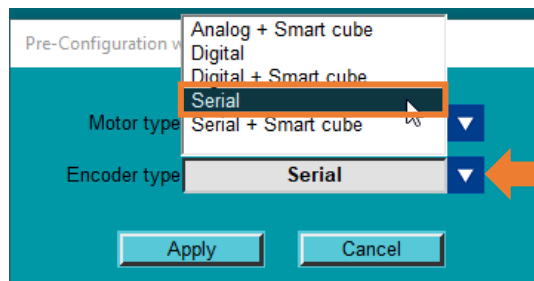 Pre-Configuration w
Analog + Smart cube
Digital
Digital + Smart cube
Serial
Serial + Smart cube
Motor type
Encoder type
Serial
Apply
Cancel